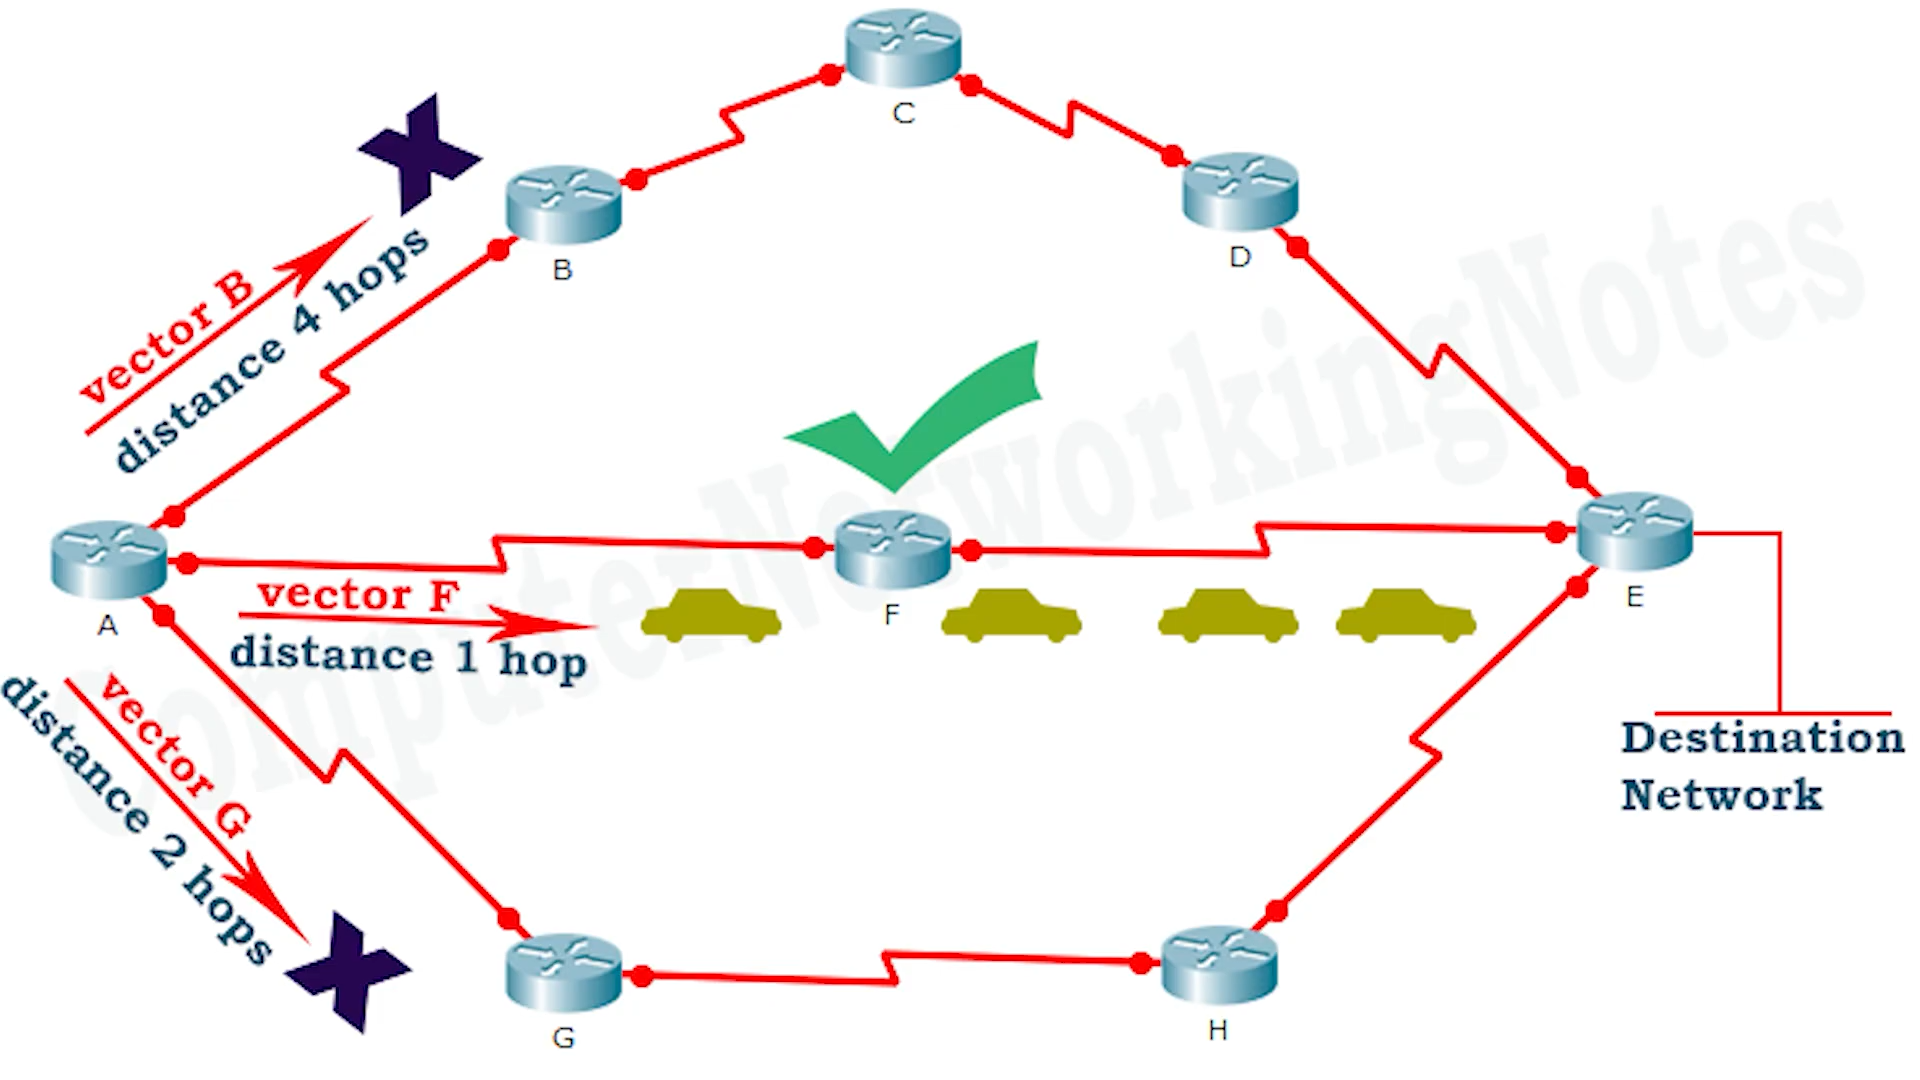 C
B
D
vector B
distance 4 hops
A
F
E
vector F
distance 1 hop
vector G
distance 2 hops
Destination
Network
G
H
ComputerNetworkingNotes